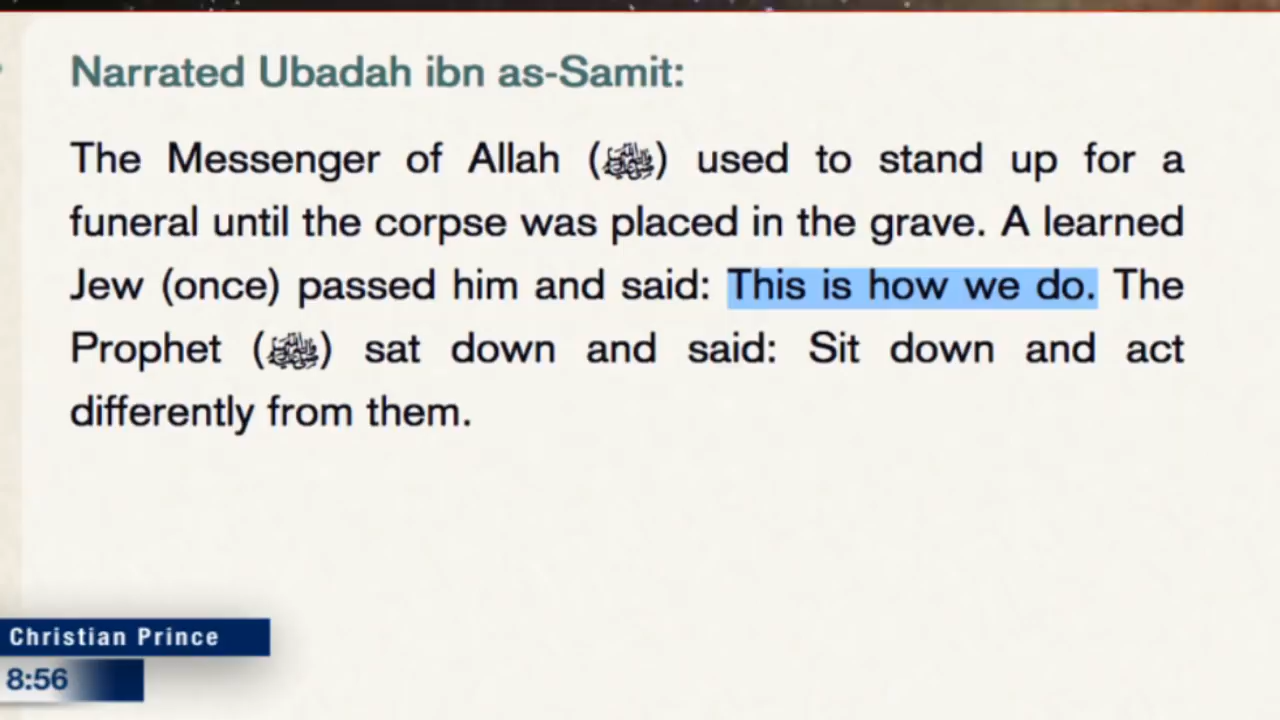 Narrated Ubadah ibn as-Samit:
The Messenger of Allah (ﷺ) used to stand up for a
funeral until the corpse was placed in the grave. A learned
Jew (once) passed him and said: This is how we do. The
Prophet (ﷺ) sat down and said: Sit down and act
differently from them.
Christian Prince
8:56